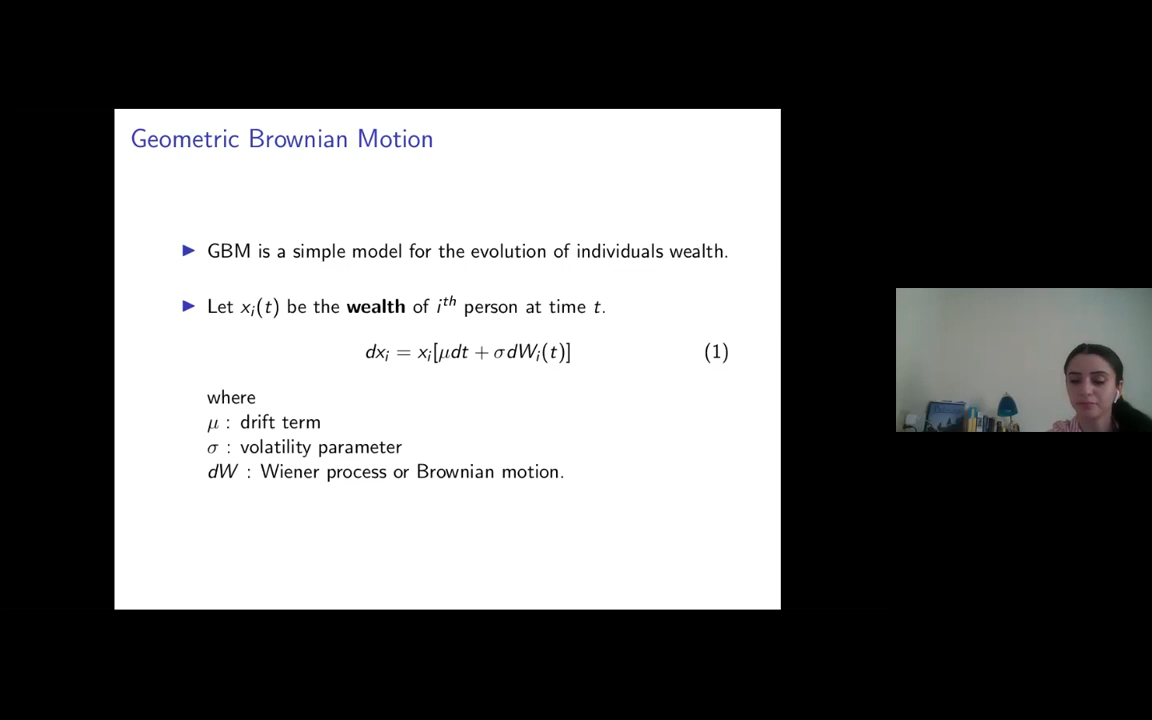 Geometric Brownian Motion
▶ GBM is a simple model for the evolution of individuals wealth.
▶ Let xᵢ(t) be the wealth of iᵗʰ person at time t.
dxᵢ = xᵢ[μdt + σdWᵢ(t)] (1)
where
μ : drift term
σ : volatility parameter
dW : Wiener process or Brownian motion.